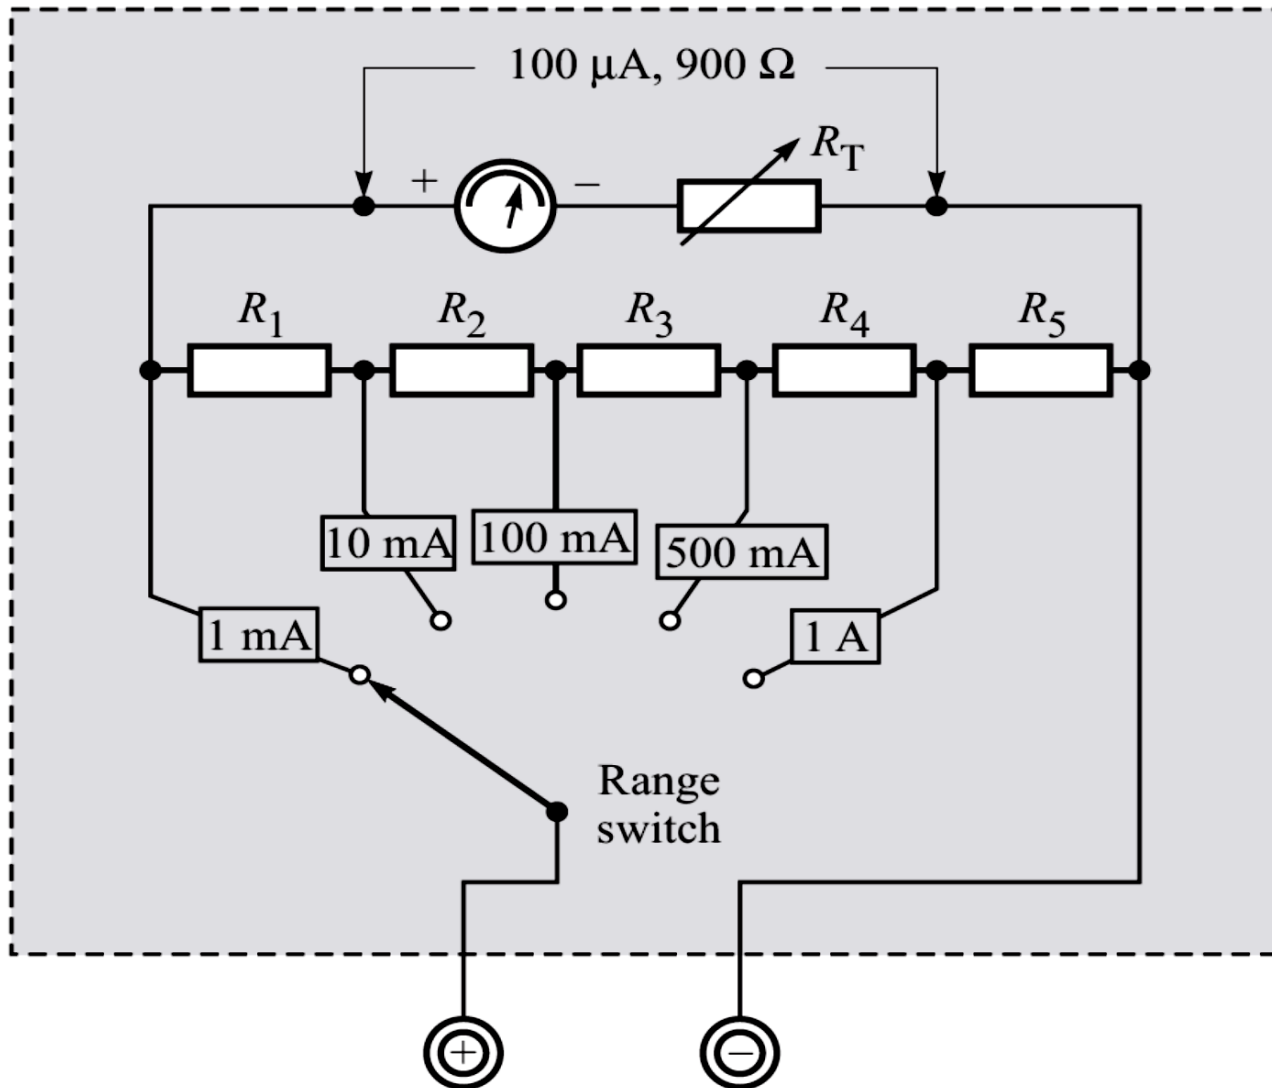 100 μA, 900 Ω
+
−
R_T
R_1
R_2
R_3
R_4
R_5
10 mA
100 mA
500 mA
1 mA
1 A
Range
switch
+
−